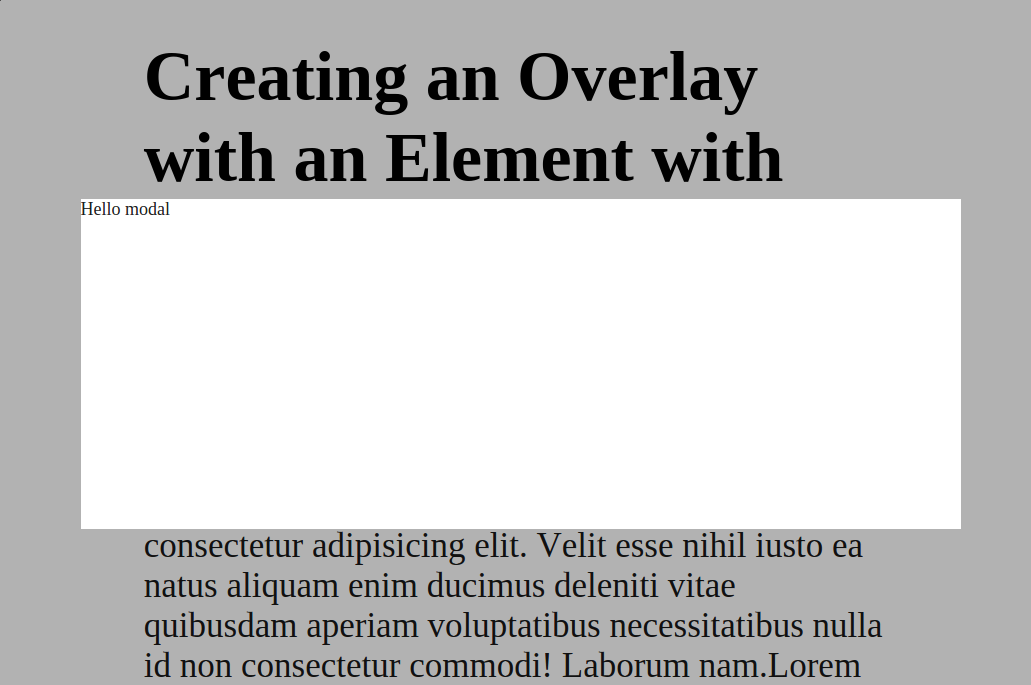 Creating an Overlay
with an Element with
Hello modal
consectetur adipisicing elit. Velit esse nihil iusto ea
natus aliquam enim ducimus deleniti vitae
quibusdam aperiam voluptatibus necessitatibus nulla
id non consectetur commodi! Laborum nam.Lorem